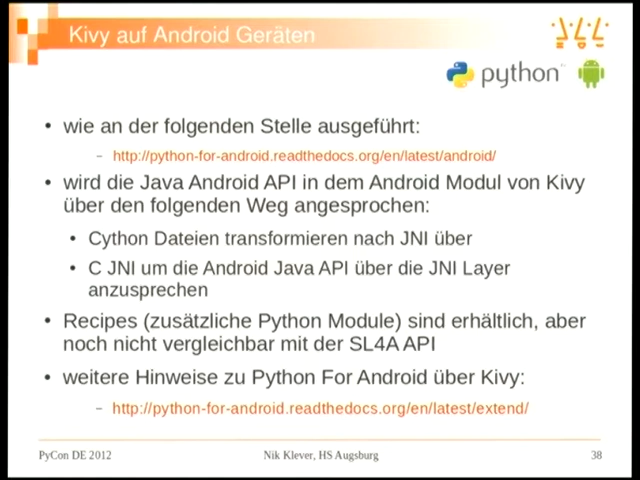 Kivy auf Android Geräten
python
• wie an der folgenden Stelle ausgeführt:
– http://python-for-android.readthedocs.org/en/latest/android/
• wird die Java Android API in dem Android Modul von Kivy
über den folgenden Weg angesprochen:
• Cython Dateien transformieren nach JNI über
• C JNI um die Android Java API über die JNI Layer
anzusprechen
• Recipes (zusätzliche Python Module) sind erhältlich, aber
noch nicht vergleichbar mit der SL4A API
• weitere Hinweise zu Python For Android über Kivy:
– http://python-for-android.readthedocs.org/en/latest/extend/
PyCon DE 2012 Nik Klever, HS Augsburg 38